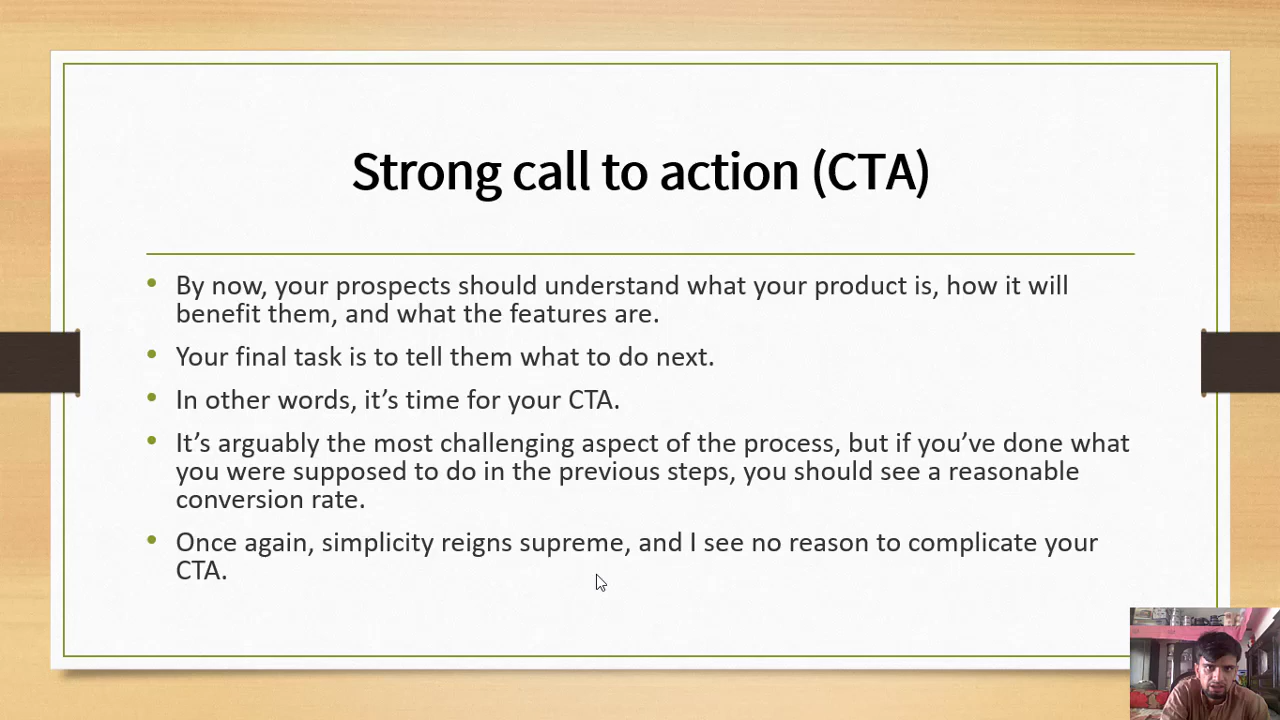 Strong call to action (CTA)
• By now, your prospects should understand what your product is, how it will
benefit them, and what the features are.
• Your final task is to tell them what to do next.
• In other words, it’s time for your CTA.
• It’s arguably the most challenging aspect of the process, but if you’ve done what
you were supposed to do in the previous steps, you should see a reasonable
conversion rate.
• Once again, simplicity reigns supreme, and I see no reason to complicate your
CTA.